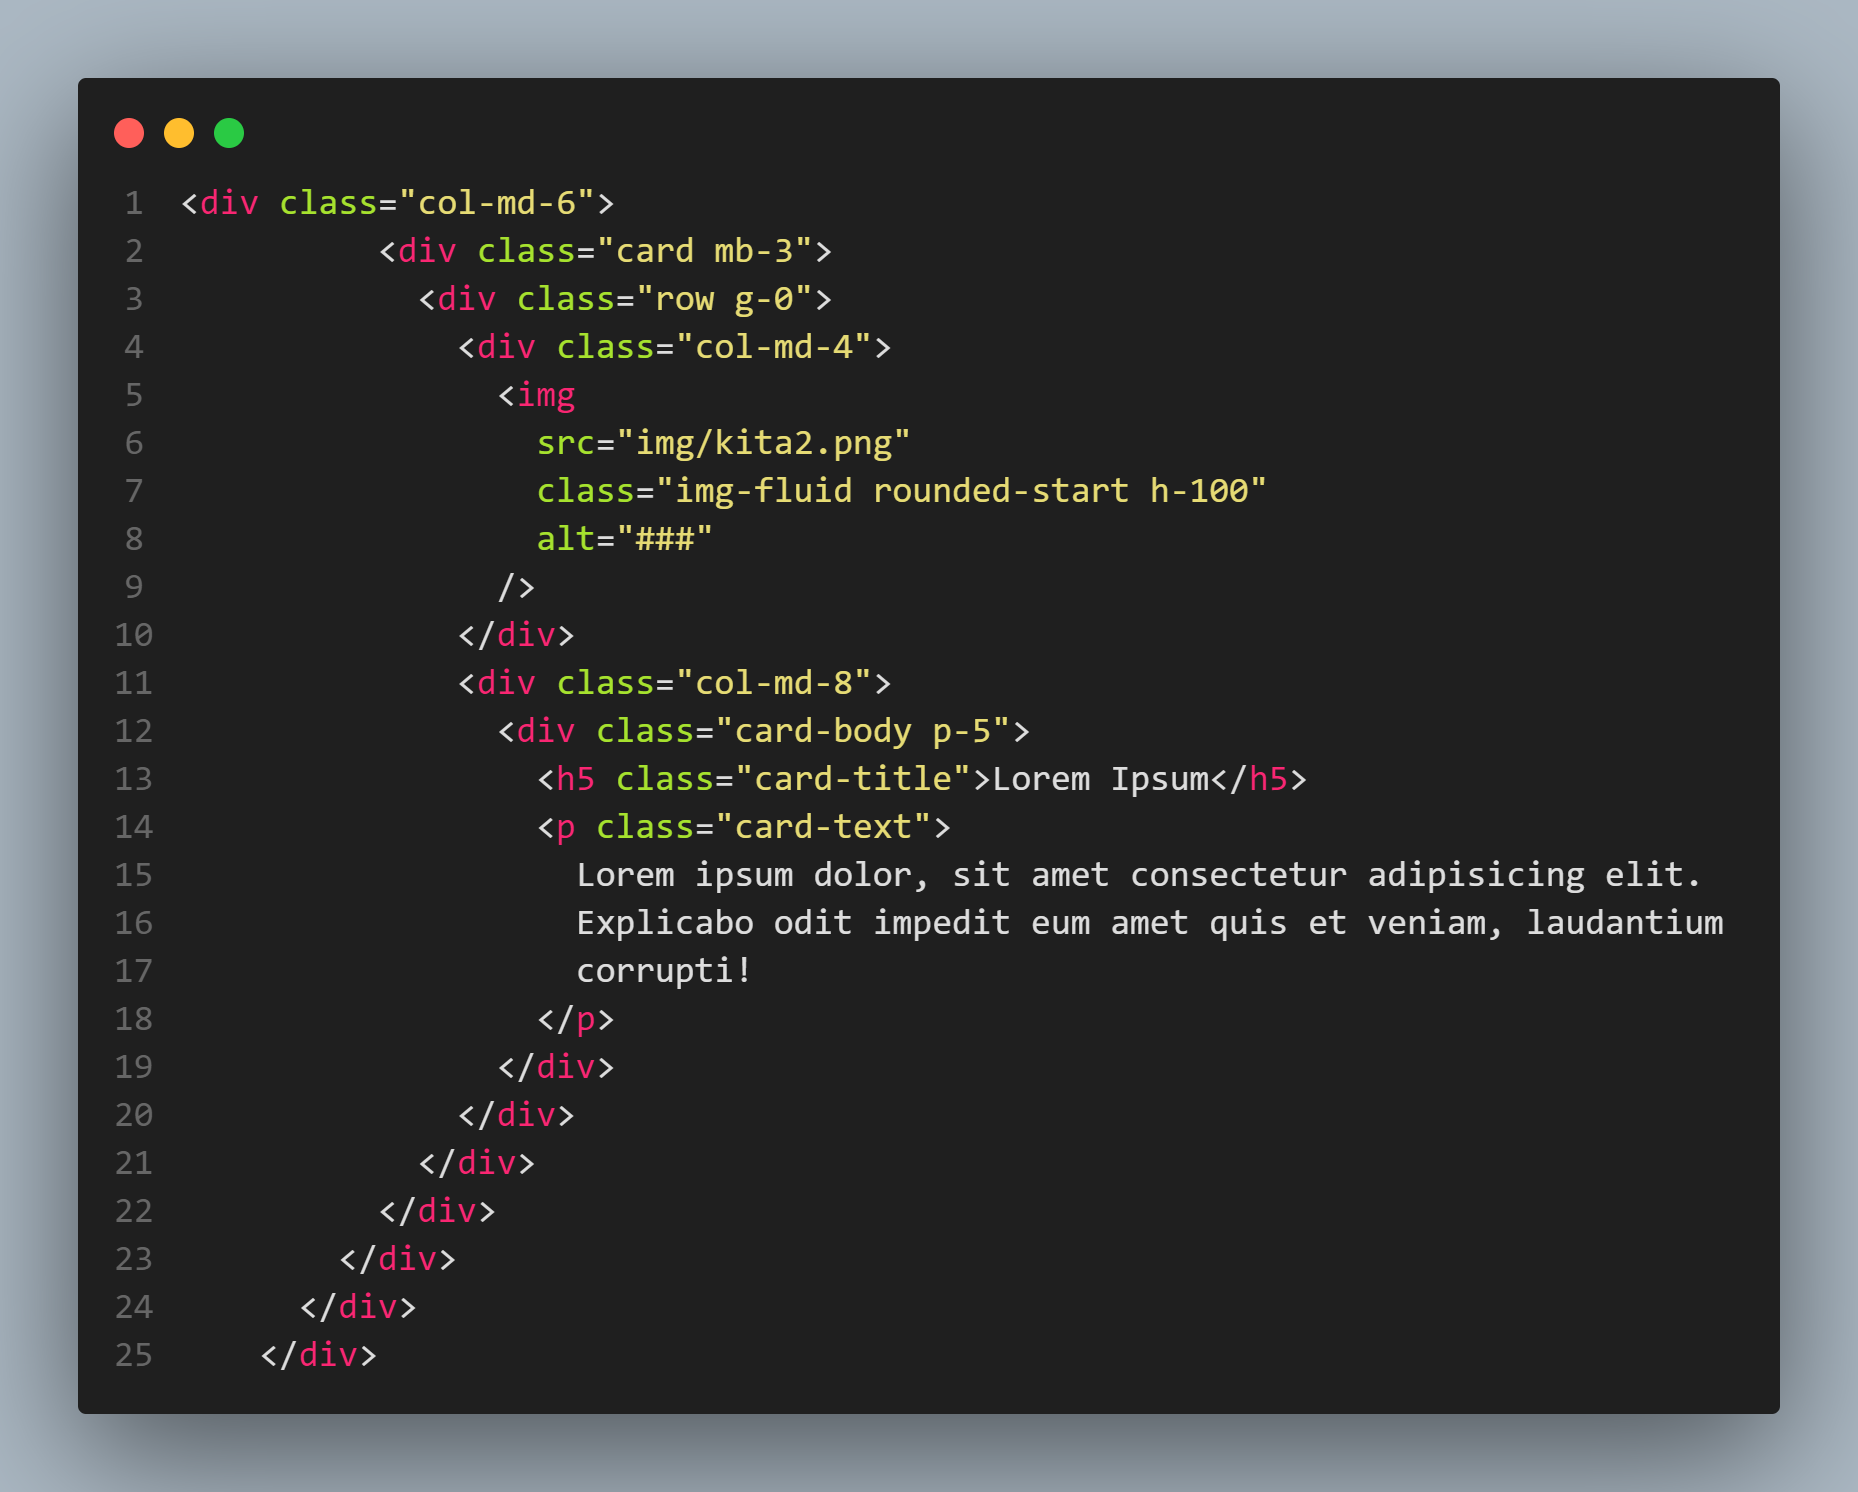 1 <div class="col-md-6">
2           <div class="card mb-3">
3             <div class="row g-0">
4               <div class="col-md-4">
5                 <img
6                   src="img/kita2.png"
7                   class="img-fluid rounded-start h-100"
8                   alt="###"
9                 />
10               </div>
11               <div class="col-md-8">
12                 <div class="card-body p-5">
13                   <h5 class="card-title">Lorem Ipsum</h5>
14                   <p class="card-text">
15                     Lorem ipsum dolor, sit amet consectetur adipisicing elit.
16                     Explicabo odit impedit eum amet quis et veniam, laudantium
17                     corrupti!
18                   </p>
19                 </div>
20               </div>
21             </div>
22           </div>
23         </div>
24       </div>
25     </div>